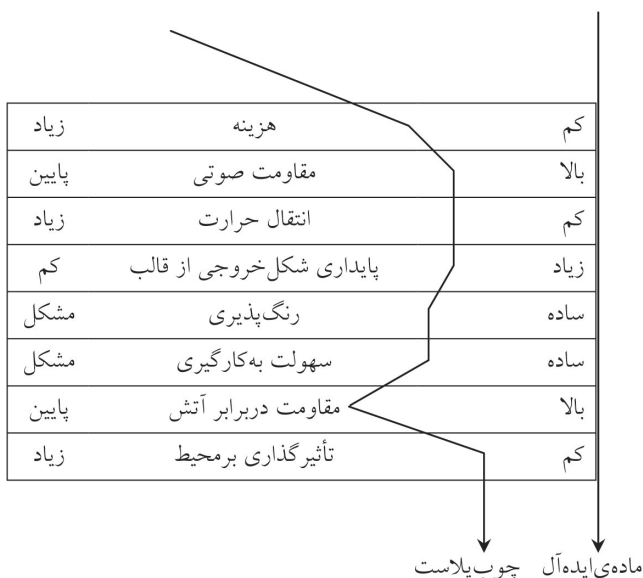 کم هزینه زیاد
بالا مقاومت صوتی پایین
کم انتقال حرارت زیاد
زیاد پایداری شکل‌خروجی از قالب کم
ساده رنگ‌پذیری مشکل
ساده سهولت به‌کارگیری مشکل
بالا مقاومت دربرابر آتش پایین
کم تأثیرگذاری برمحیط زیاد
ماده‌ی‌ایده‌آل چوب‌پلاست